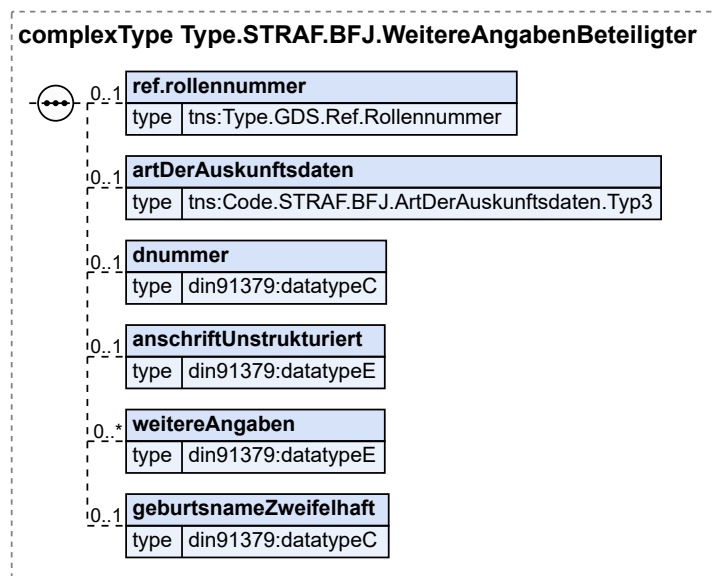 complexType Type.STRAF.BFJ.WeitereAngabenBeteiligter
0..1 ref.rollennummer
type tns:Type.GDS.Ref.Rollennummer
0..1 artDerAuskunftsdaten
type tns:Code.STRAF.BFJ.ArtDerAuskunftsdaten.Typ3
0..1 dnummer
type din91379:datatypeC
0..1 anschriftUnstrukturiert
type din91379:datatypeE
0..* weitereAngaben
type din91379:datatypeE
0..1 geburtsnameZweifelhaft
type din91379:datatypeC